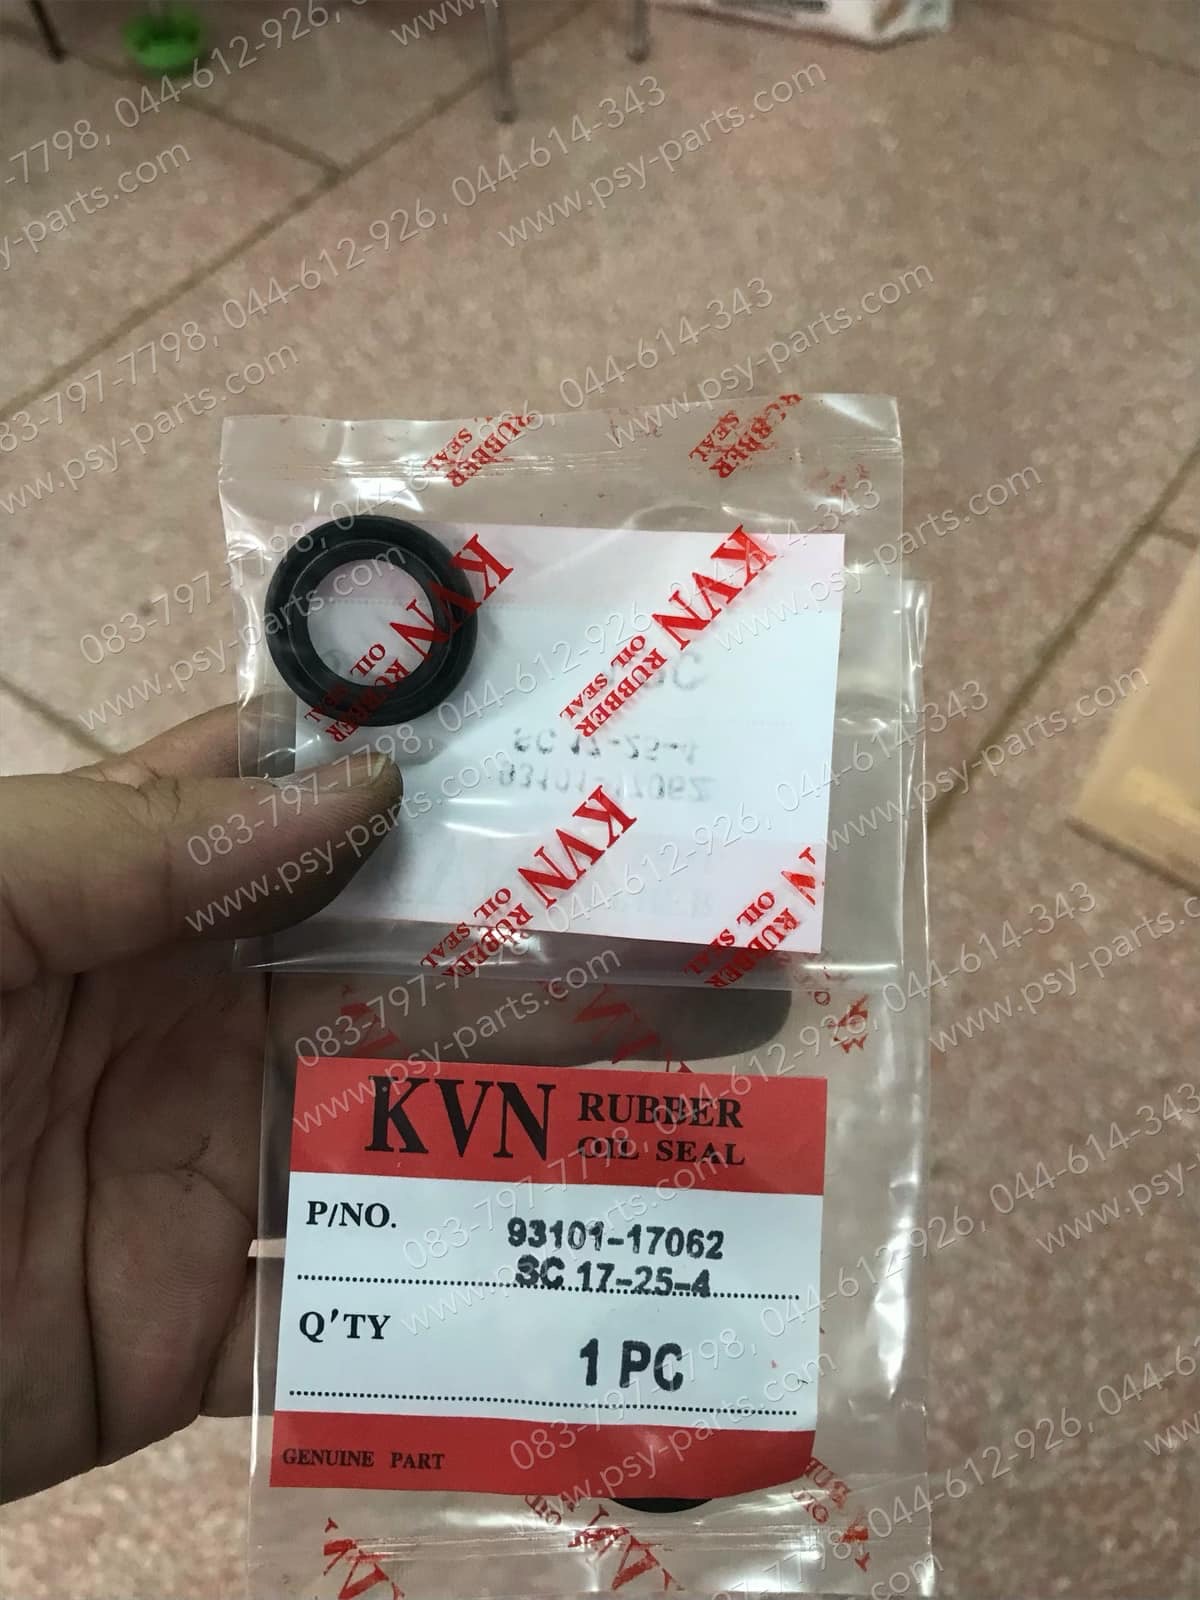 KVN RUBBER
OIL SEAL
KVN RUBBER
OIL SEAL
KVN RUBBER
OIL SEAL
KVN RUBBER
OIL SEAL
P/NO. 93101-17062
SC 17-25-4
Q'TY 1 PC
GENUINE PART
083-797-7798, 044-612-926, 044-614-343
www.psy-parts.com